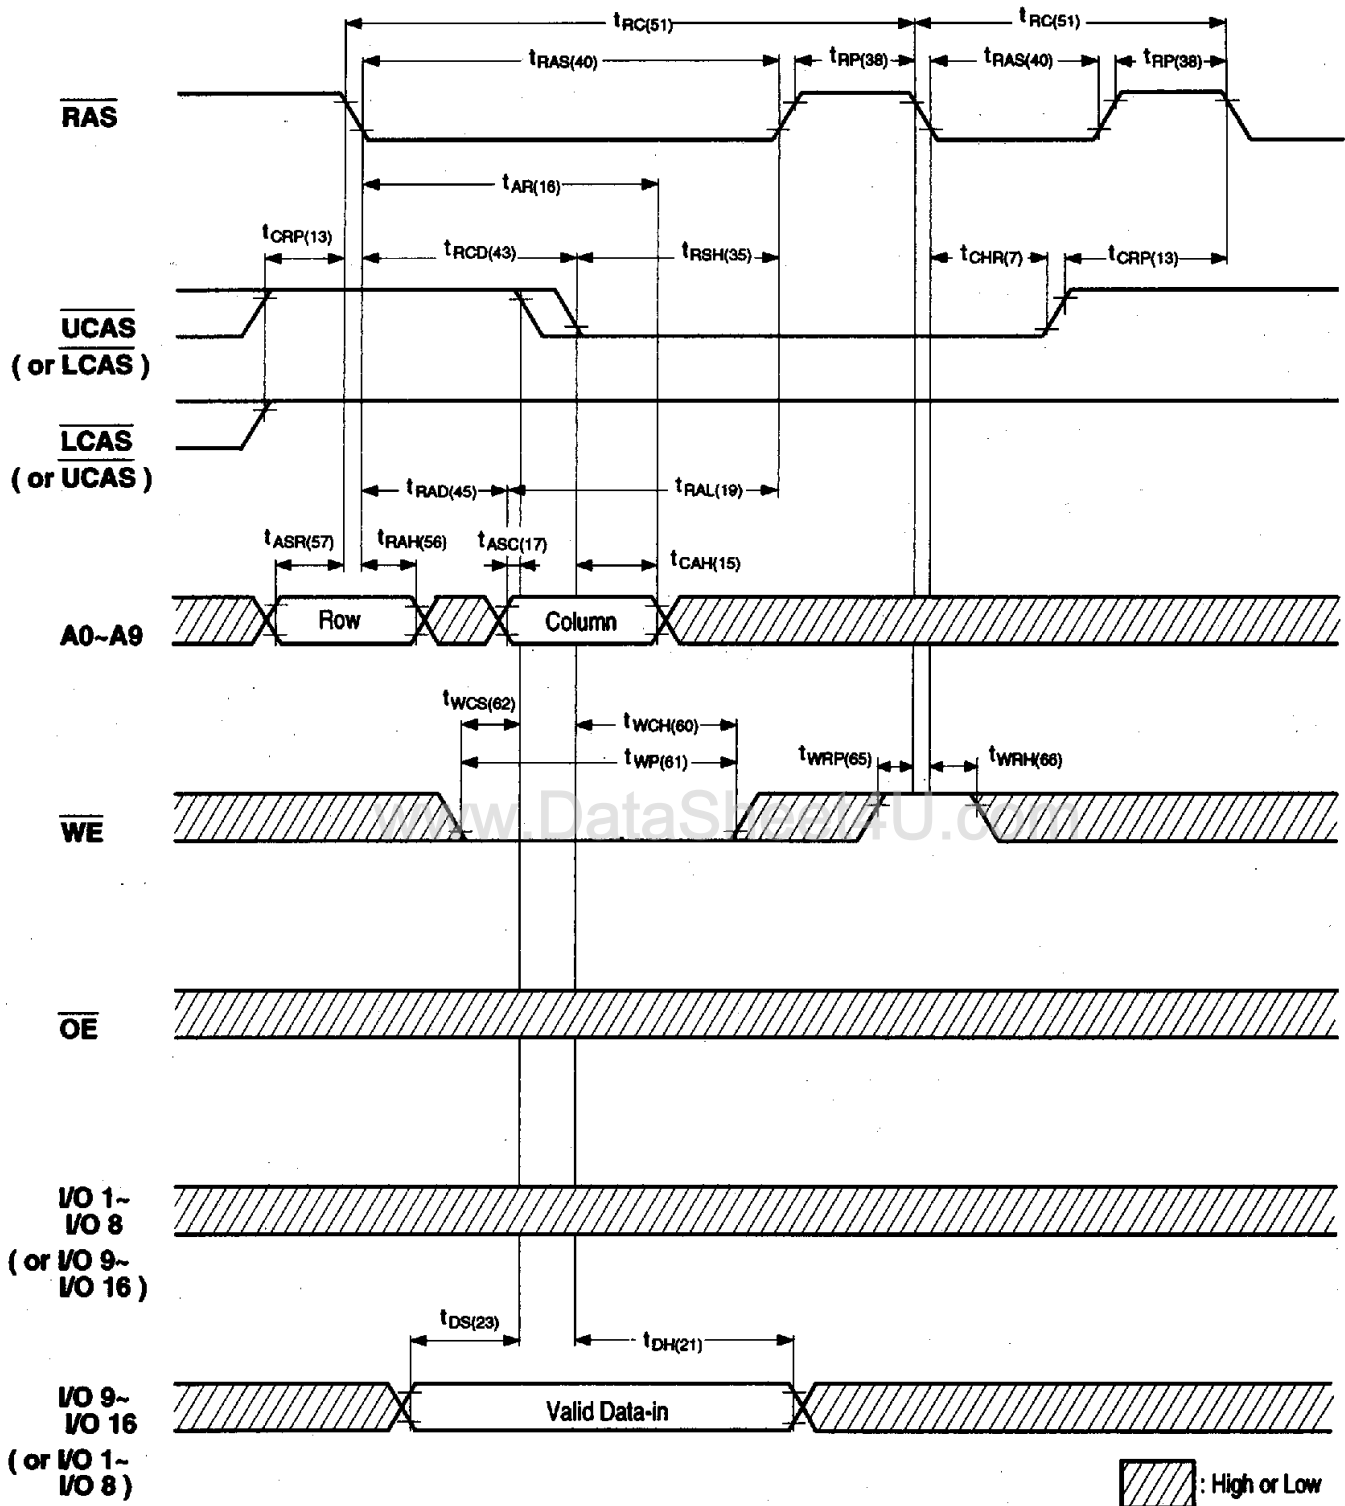 tRC(51) tRC(51)
tRAS(40) tRP(38) tRAS(40) tRP(38)
RAS
tAR(16)
tCRP(13) tRCD(43) tRSH(35) tCHR(7) tCRP(13)
UCAS
( or LCAS )
LCAS
( or UCAS )
tRAD(45) tRAL(19)
tASR(57) tRAH(56) tASC(17) tCAH(15)
A0~A9 Row Column
tWCS(62) tWCH(60)
tWP(61) tWRP(65) tWRH(66)
WE
www.DataSheet4U.com
OE
I/O 1~
I/O 8
( or I/O 9~
I/O 16 )
tDS(23) tDH(21)
I/O 9~
I/O 16
Valid Data-in
( or I/O 1~
I/O 8 )
: High or Low